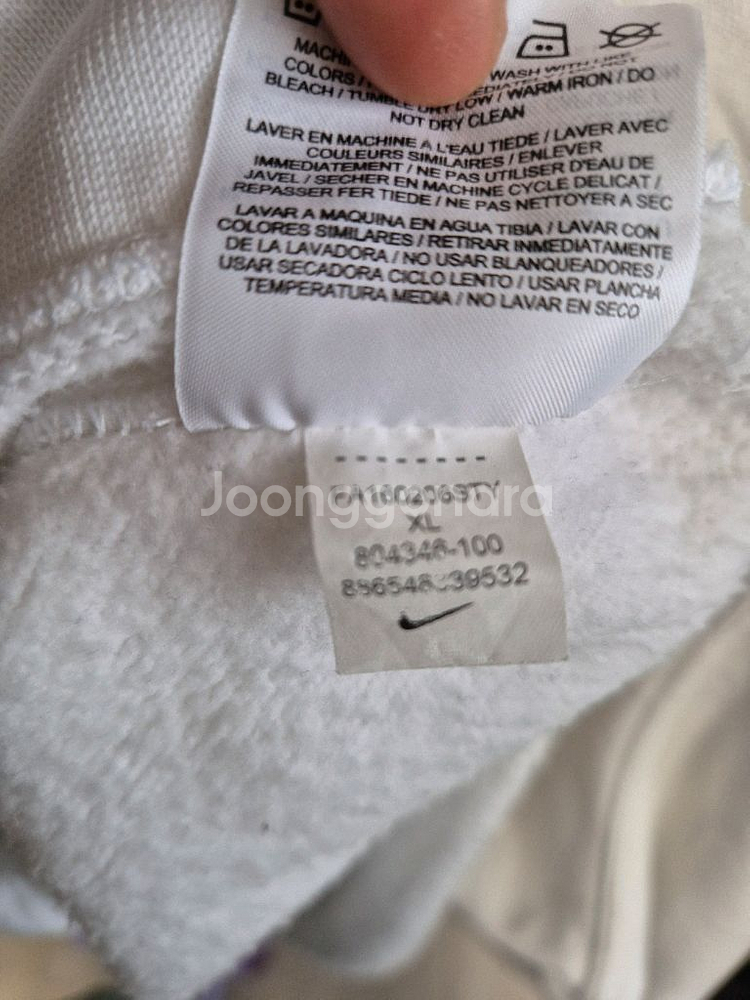 MACHI
WASH WITH LIKE
COLORS /
BLEACH / TUMBLE DRY LOW / WARM IRON / DO
NOT DRY CLEAN
LAVER EN MACHINE À L'EAU TIEDE / LAVER AVEC
COULEURS SIMILAIRES / ENLEVER
IMMEDIATEMENT / NE PAS UTILISER D'EAU DE
JAVEL / SECHER EN MACHINE CYCLE DELICAT /
REPASSER FER TIEDE / NE PAS NETTOYER A SEC
LAVAR A MAQUINA EN AGUA TIBIA / LAVAR CON
COLORES SIMILARES / RETIRAR INMEDIATAMENTE
DE LA LAVADORA / NO USAR BLANQUEADORES /
USAR SECADORA CICLO LENTO / USAR PLANCHA
TEMPERATURA MEDIA / NO LAVAR EN SECO
Joonggonara
XL
804346-100